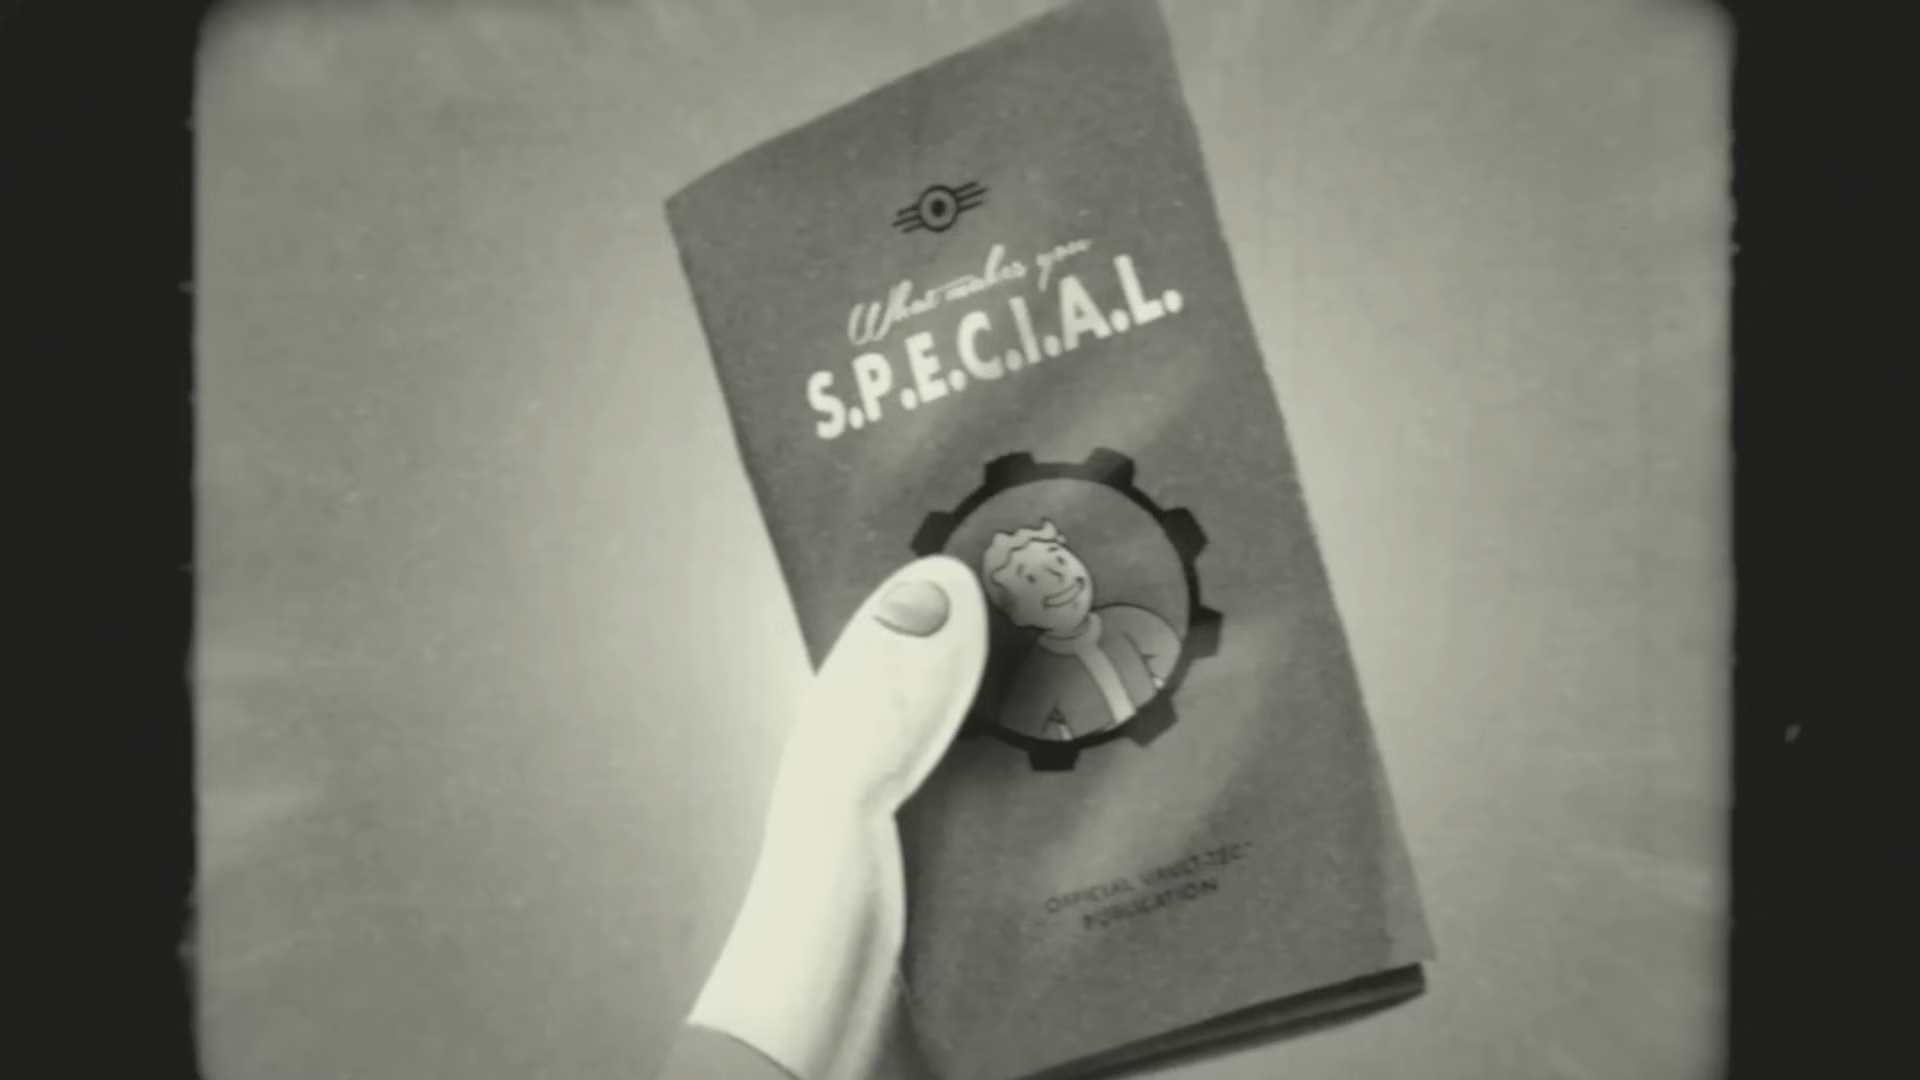 What makes you
S.P.E.C.I.A.L.
OFFICIAL VAULT-TEC
PUBLICATION